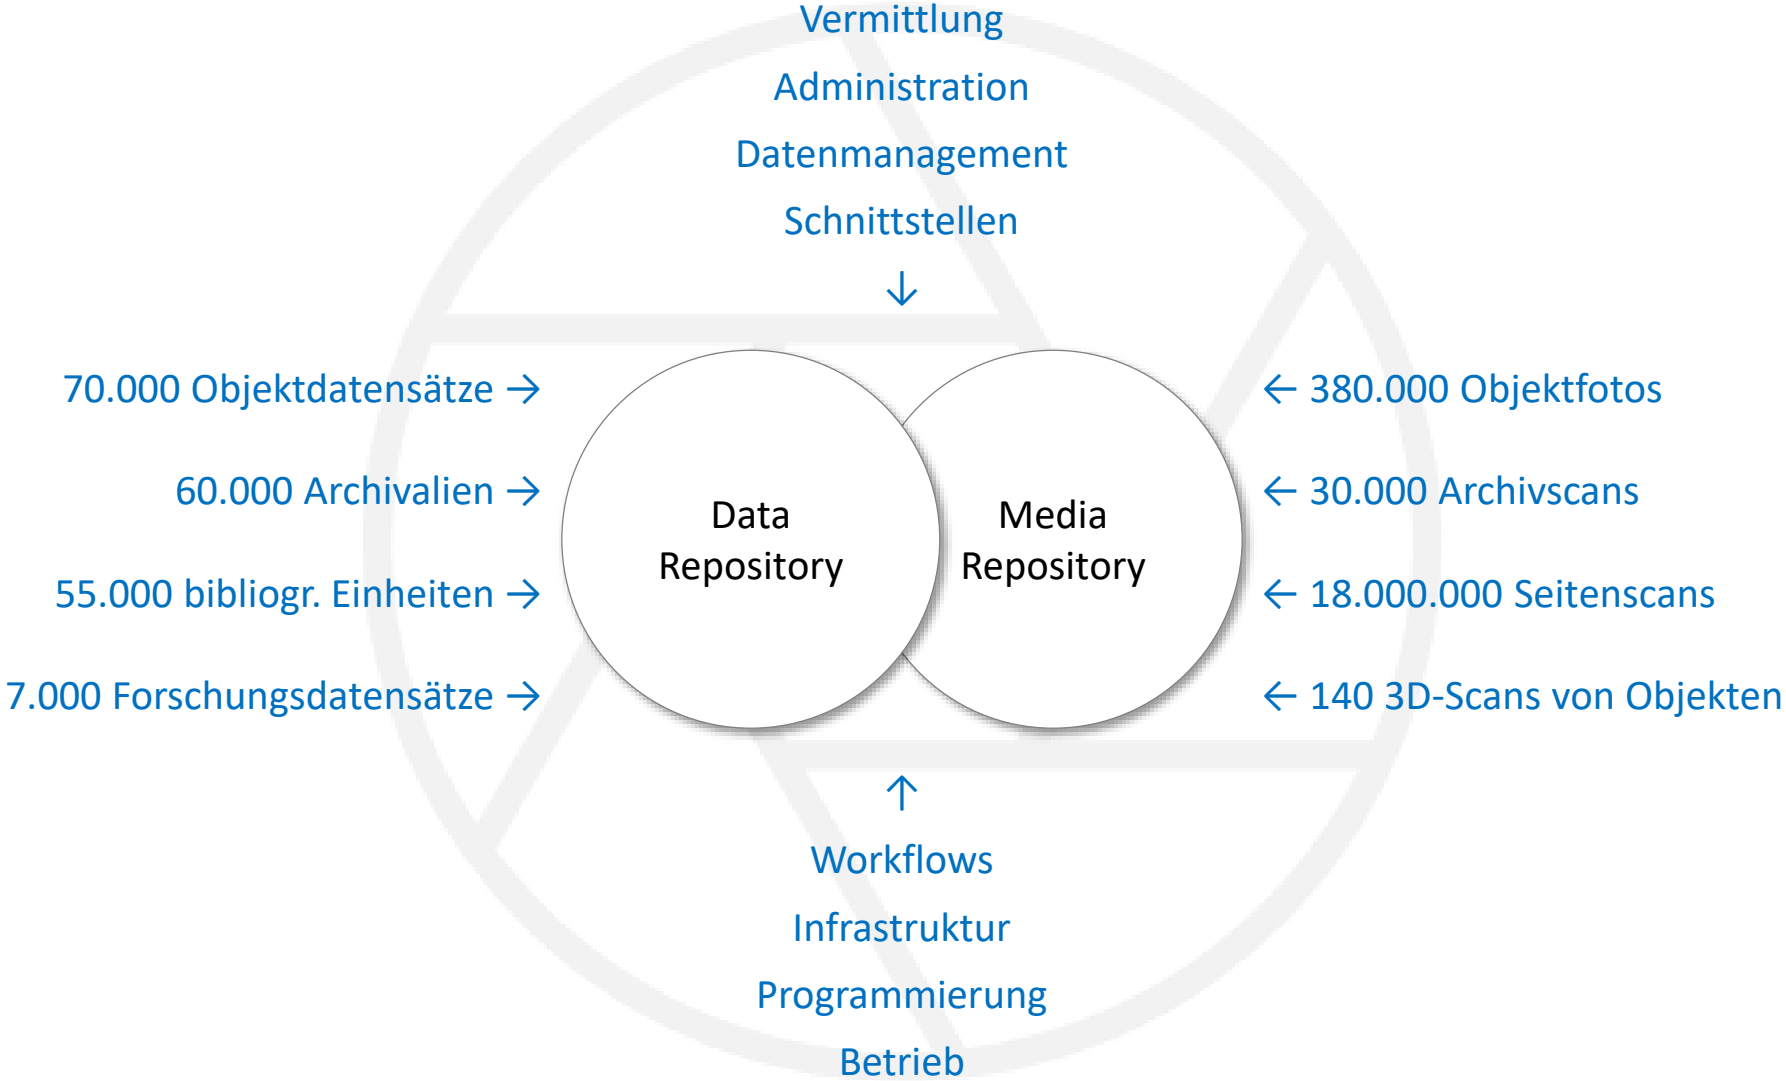 Vermittlung
Administration
Datenmanagement
Schnittstellen
↓
70.000 Objektdatensätze →
60.000 Archivalien →
55.000 bibliogr. Einheiten →
7.000 Forschungsdatensätze →
Data
Repository
Media
Repository
← 380.000 Objektfotos
← 30.000 Archivscans
← 18.000.000 Seitenscans
← 140 3D-Scans von Objekten
↑
Workflows
Infrastruktur
Programmierung
Betrieb